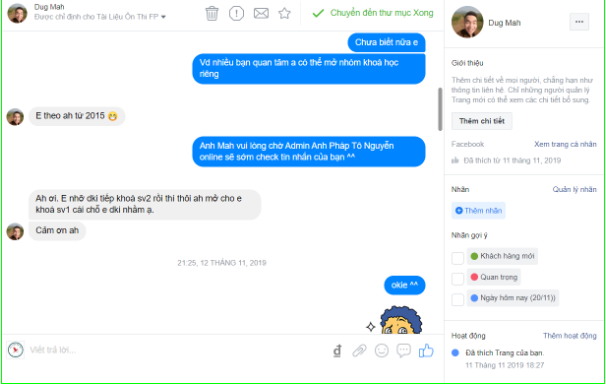 Dug Mah
Được chỉ định cho Tài Liệu Ôn Thi FP
Chuyển đến thư mục Xong
Chưa biết nữa e
Vd nhiều bạn quan tâm a có thể mở nhóm khoá học
riêng
E theo ah từ 2015
Anh Mah vui lòng chờ Admin Anh Pháp Tô Nguyễn
online sẽ sớm check tin nhắn của bạn ^^
Ah ơi. E nhỡ dki tiếp khoá sv2 rồi thì thôi ah mở cho e
khoá sv1 cái chỗ e dki nhầm ạ.
Cảm ơn ah
21:25, 12 THÁNG 11, 2019
okie ^^
Viết trả lời...
Dug Mah
Giới thiệu
Thêm chi tiết về mọi người, chẳng hạn như
thông tin liên hệ. Chỉ những người quản lý
Trang mới có thể xem các chi tiết bổ sung.
Thêm chi tiết
Facebook Xem trang cá nhân
Đã thích từ 11 tháng 11, 2019
Nhãn Quản lý nhãn
Thêm nhãn
Nhãn gợi ý
Khách hàng mới
Quan trọng
Ngày hôm nay (20/11))
Hoạt động Thêm hoạt động
Đã thích Trang của bạn.
11 Tháng 11 2019 18:27